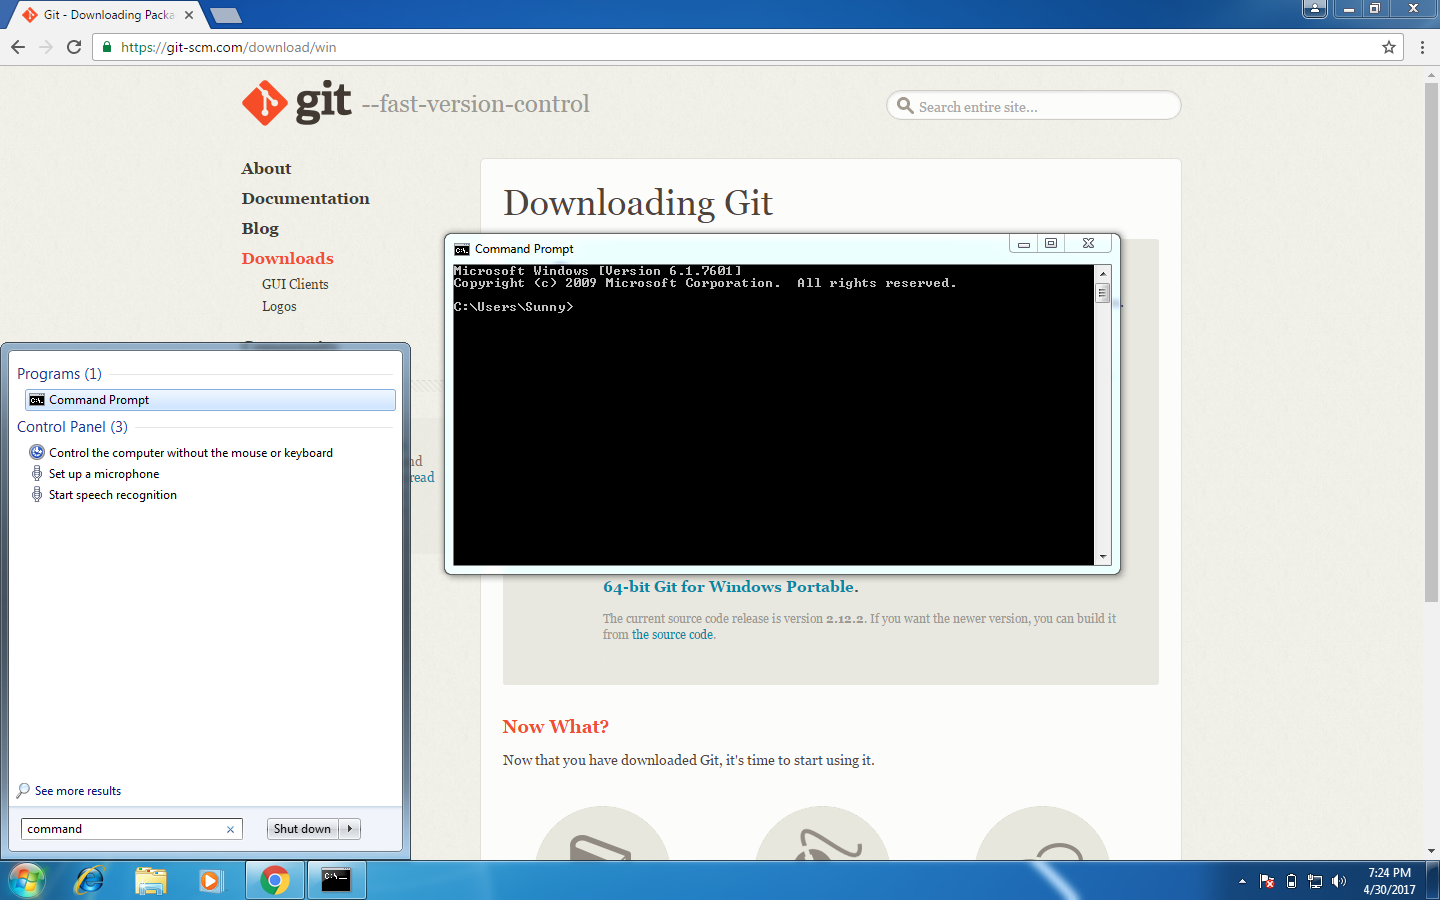 Git - Downloading Packa
https://git-scm.com/download/win
git --fast-version-control
Search entire site...
About
Documentation
Blog
Downloads
GUI Clients
Logos
Downloading Git
Command Prompt
Microsoft Windows [Version 6.1.7601]
Copyright (c) 2009 Microsoft Corporation.  All rights reserved.
C:\Users\Sunny>
Programs (1)
Command Prompt
Control Panel (3)
Control the computer without the mouse or keyboard
Set up a microphone
Start speech recognition
See more results
command
Shut down
nd
read
64-bit Git for Windows Portable.
The current source code release is version 2.12.2. If you want the newer version, you can build it
from the source code.
Now What?
Now that you have downloaded Git, it's time to start using it.
7:24 PM
4/30/2017